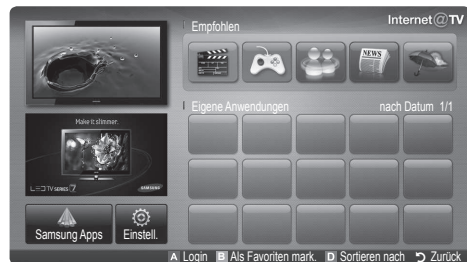 Internet@TV
Empfohlen
NEWS
Eigene Anwendungen
nach Datum 1/1
Make it slimmer.
LED TV SERIES 7
SAMSUNG
Samsung Apps
Einstell.
A Login B Als Favoriten mark. D Sortieren nach Zurück